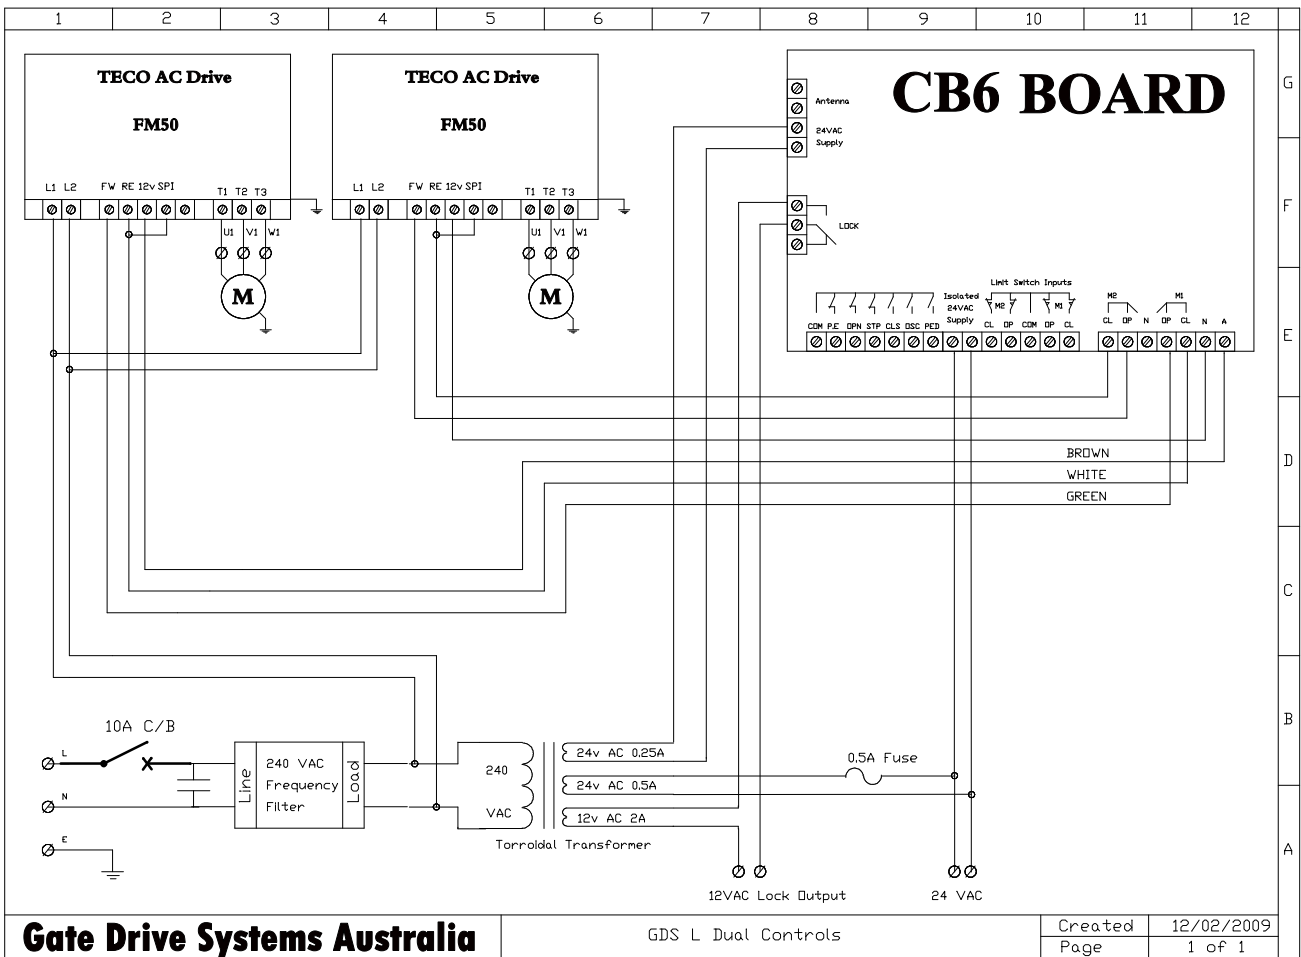 1 2 3 4 5 6 7 8 9 10 11 12
TECO AC Drive
FM50
L1 L2 FW RE 12v SPI T1 T2 T3
U1 V1 W1
M
TECO AC Drive
FM50
L1 L2 FW RE 12v SPI T1 T2 T3
U1 V1 W1
M
CB6 BOARD
Antenna
24VAC
Supply
LOCK
Limit Switch Inputs
Isolated
24VAC
Supply
M2 M1
M2 M1
COM P.E OPN STP CLS OSC PED
CL OP COM OP CL
CL OP N OP CL N A
G
F
E
D
C
B
A
BROWN
WHITE
GREEN
10A C/B
L
N
E
Line
240 VAC
Frequency
Filter
Load
240
VAC
24v AC 0.25A
24v AC 0.5A
12v AC 2A
Torroidal Transformer
0.5A Fuse
12VAC Lock Output
24 VAC
Gate Drive Systems Australia
GDS L Dual Controls
Created 12/02/2009
Page 1 of 1